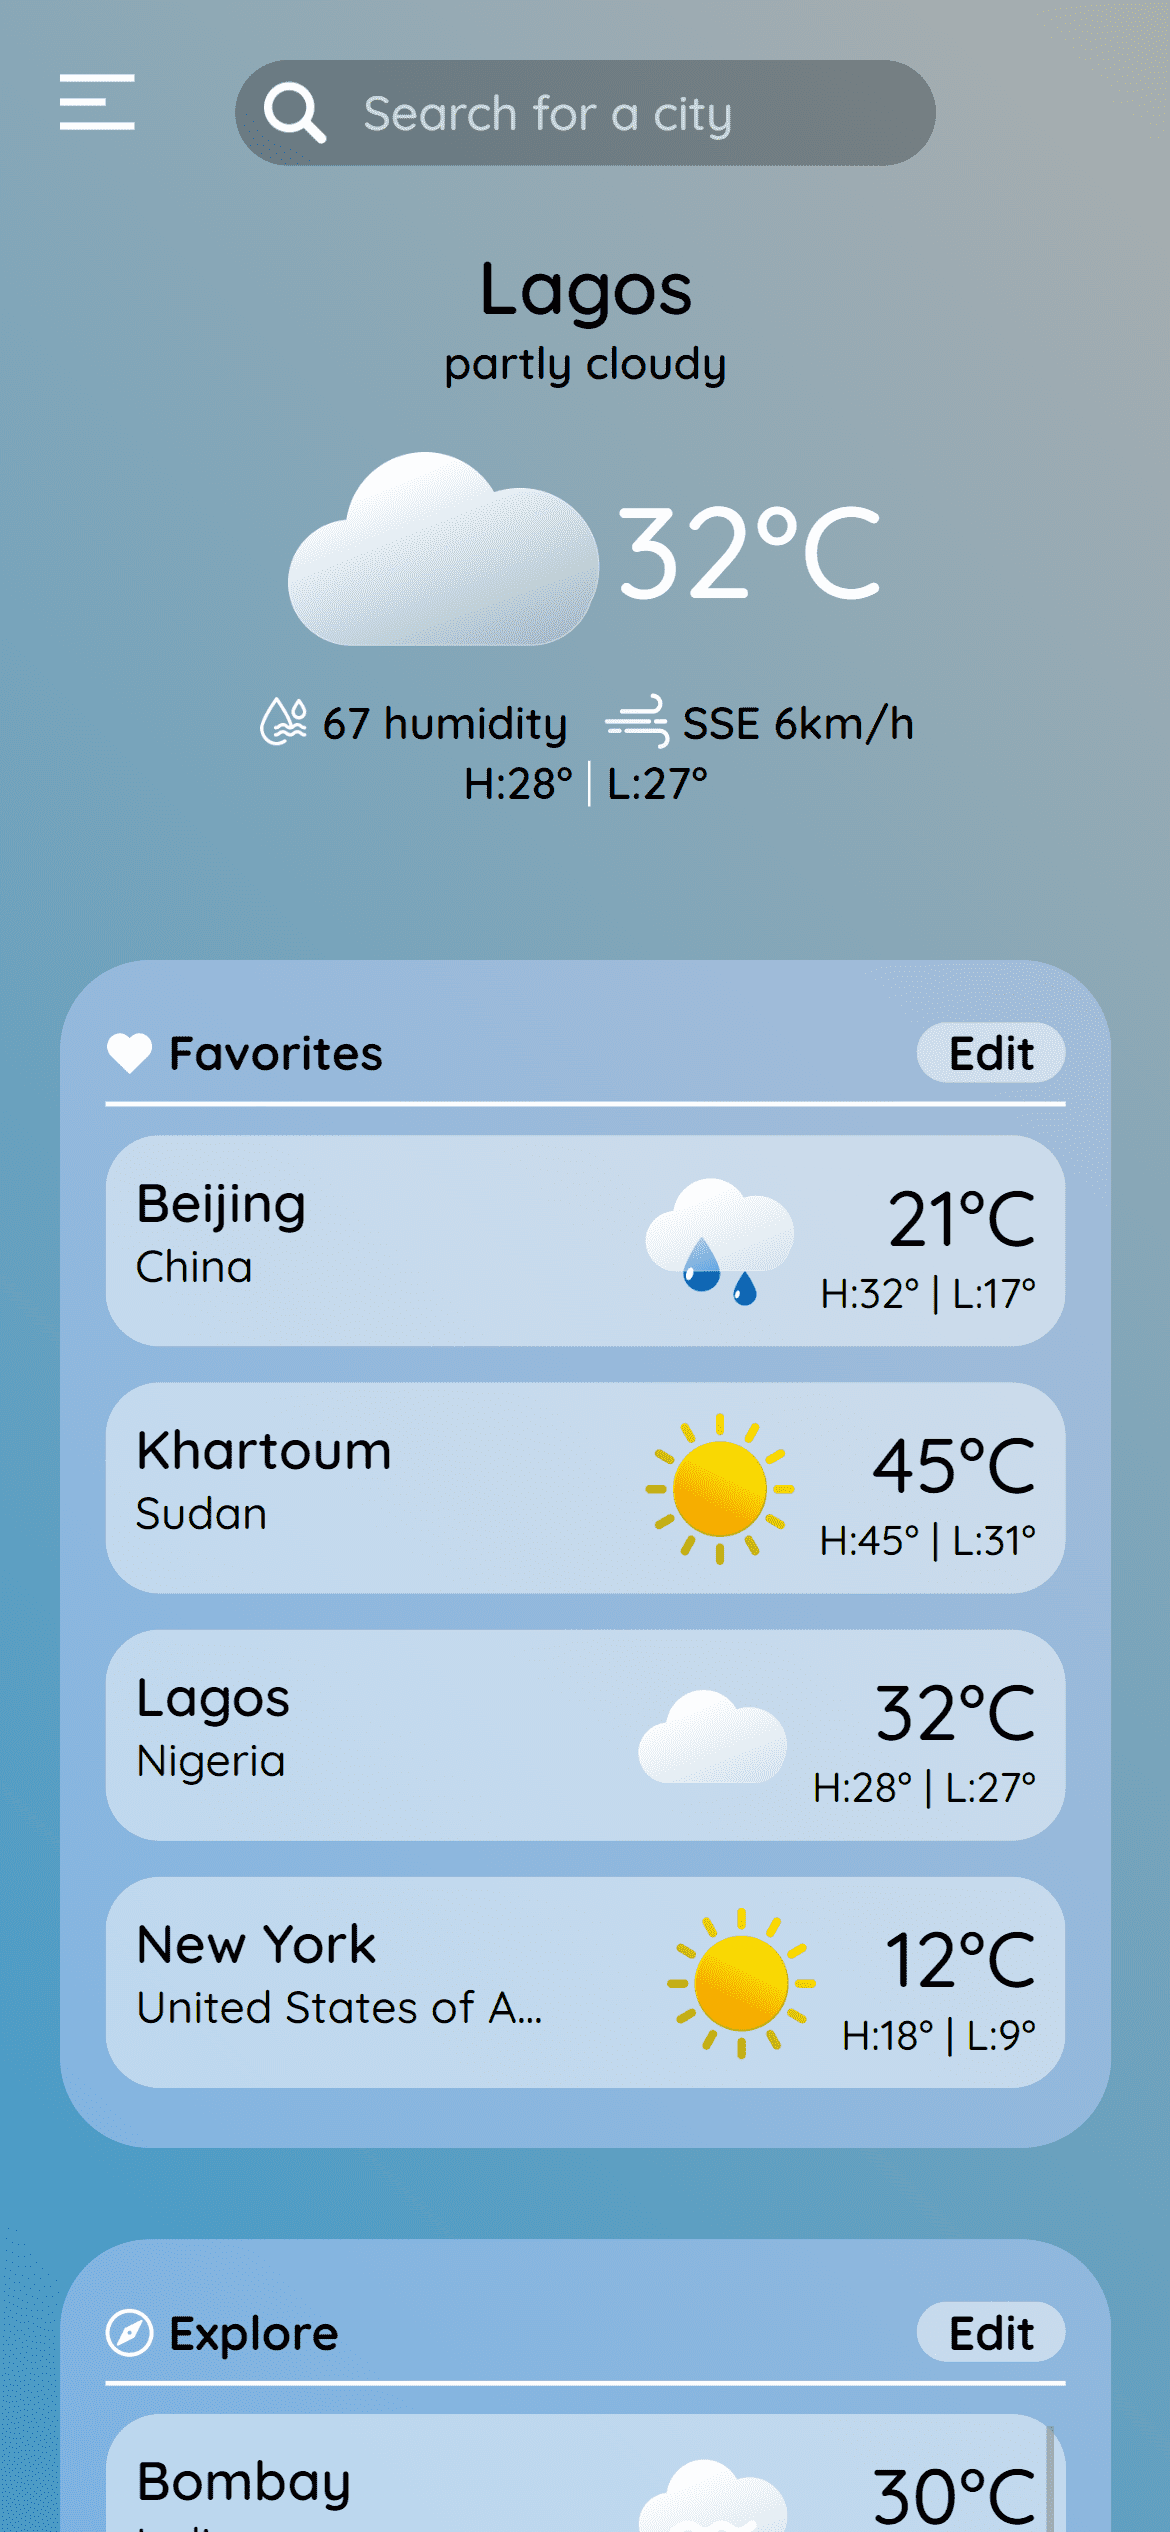 Search for a city
Lagos
partly cloudy
32°C
67 humidity SSE 6km/h
H:28° | L:27°
Favorites Edit
Beijing 21°C
China H:32° | L:17°
Khartoum 45°C
Sudan H:45° | L:31°
Lagos 32°C
Nigeria H:28° | L:27°
New York 12°C
United States of A... H:18° | L:9°
Explore Edit
Bombay 30°C